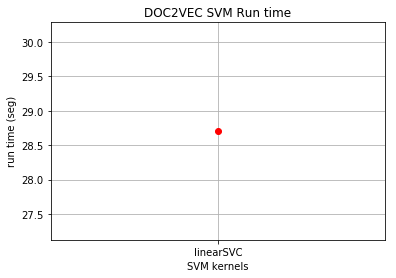 DOC2VEC SVM Run time
30.0
29.5
29.0
28.5
28.0
27.5
run time (seg)
linearSVC
SVM kernels